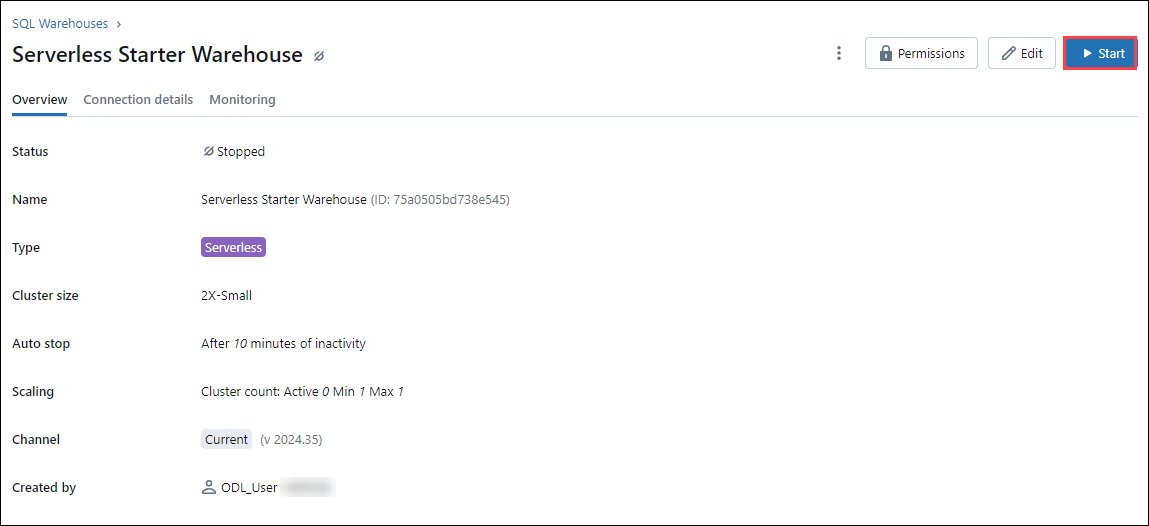 SQL Warehouses ›
Serverless Starter Warehouse
Permissions
Edit
Start
Overview Connection details Monitoring
Status Stopped
Name Serverless Starter Warehouse (ID: 75a0505bd738e545)
Type Serverless
Cluster size 2X-Small
Auto stop After 10 minutes of inactivity
Scaling Cluster count: Active 0 Min 1 Max 1
Channel Current (v 2024.35)
Created by ODL_User